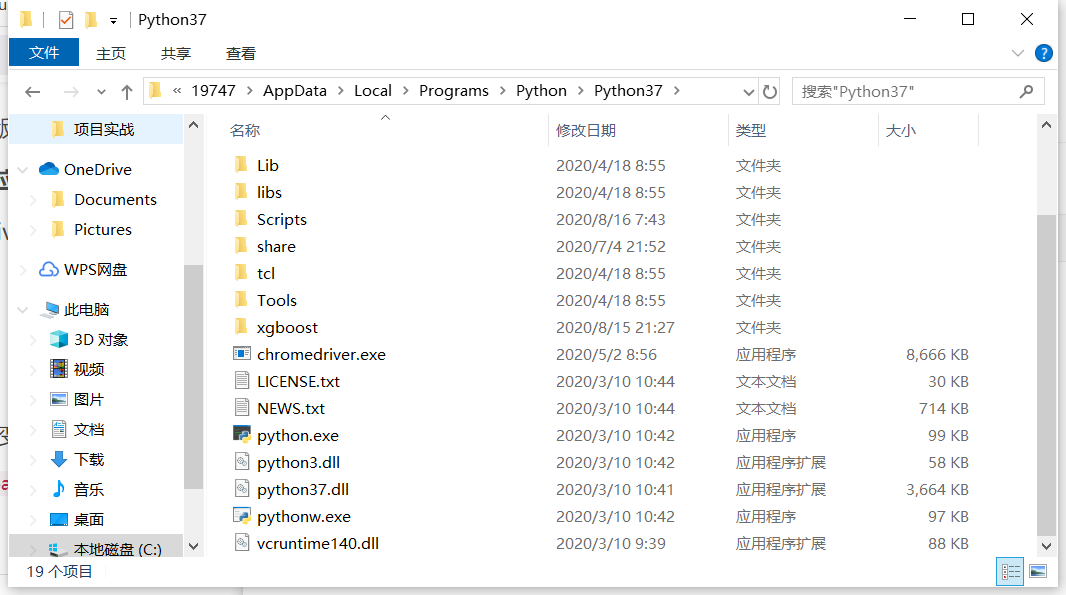 Python37
文件 主页 共享 查看
« 19747 › AppData › Local › Programs › Python › Python37 ›
搜索"Python37"
项目实战
OneDrive
Documents
Pictures
WPS网盘
此电脑
3D 对象
视频
图片
文档
下载
音乐
桌面
本地磁盘 (C:)
名称 修改日期 类型 大小
Lib 2020/4/18 8:55 文件夹
libs 2020/4/18 8:55 文件夹
Scripts 2020/8/16 7:43 文件夹
share 2020/7/4 21:52 文件夹
tcl 2020/4/18 8:55 文件夹
Tools 2020/4/18 8:55 文件夹
xgboost 2020/8/15 21:27 文件夹
chromedriver.exe 2020/5/2 8:56 应用程序 8,666 KB
LICENSE.txt 2020/3/10 10:44 文本文档 30 KB
NEWS.txt 2020/3/10 10:44 文本文档 714 KB
python.exe 2020/3/10 10:42 应用程序 99 KB
python3.dll 2020/3/10 10:42 应用程序扩展 58 KB
python37.dll 2020/3/10 10:41 应用程序扩展 3,664 KB
pythonw.exe 2020/3/10 10:42 应用程序 97 KB
vcruntime140.dll 2020/3/10 9:39 应用程序扩展 88 KB
19 个项目